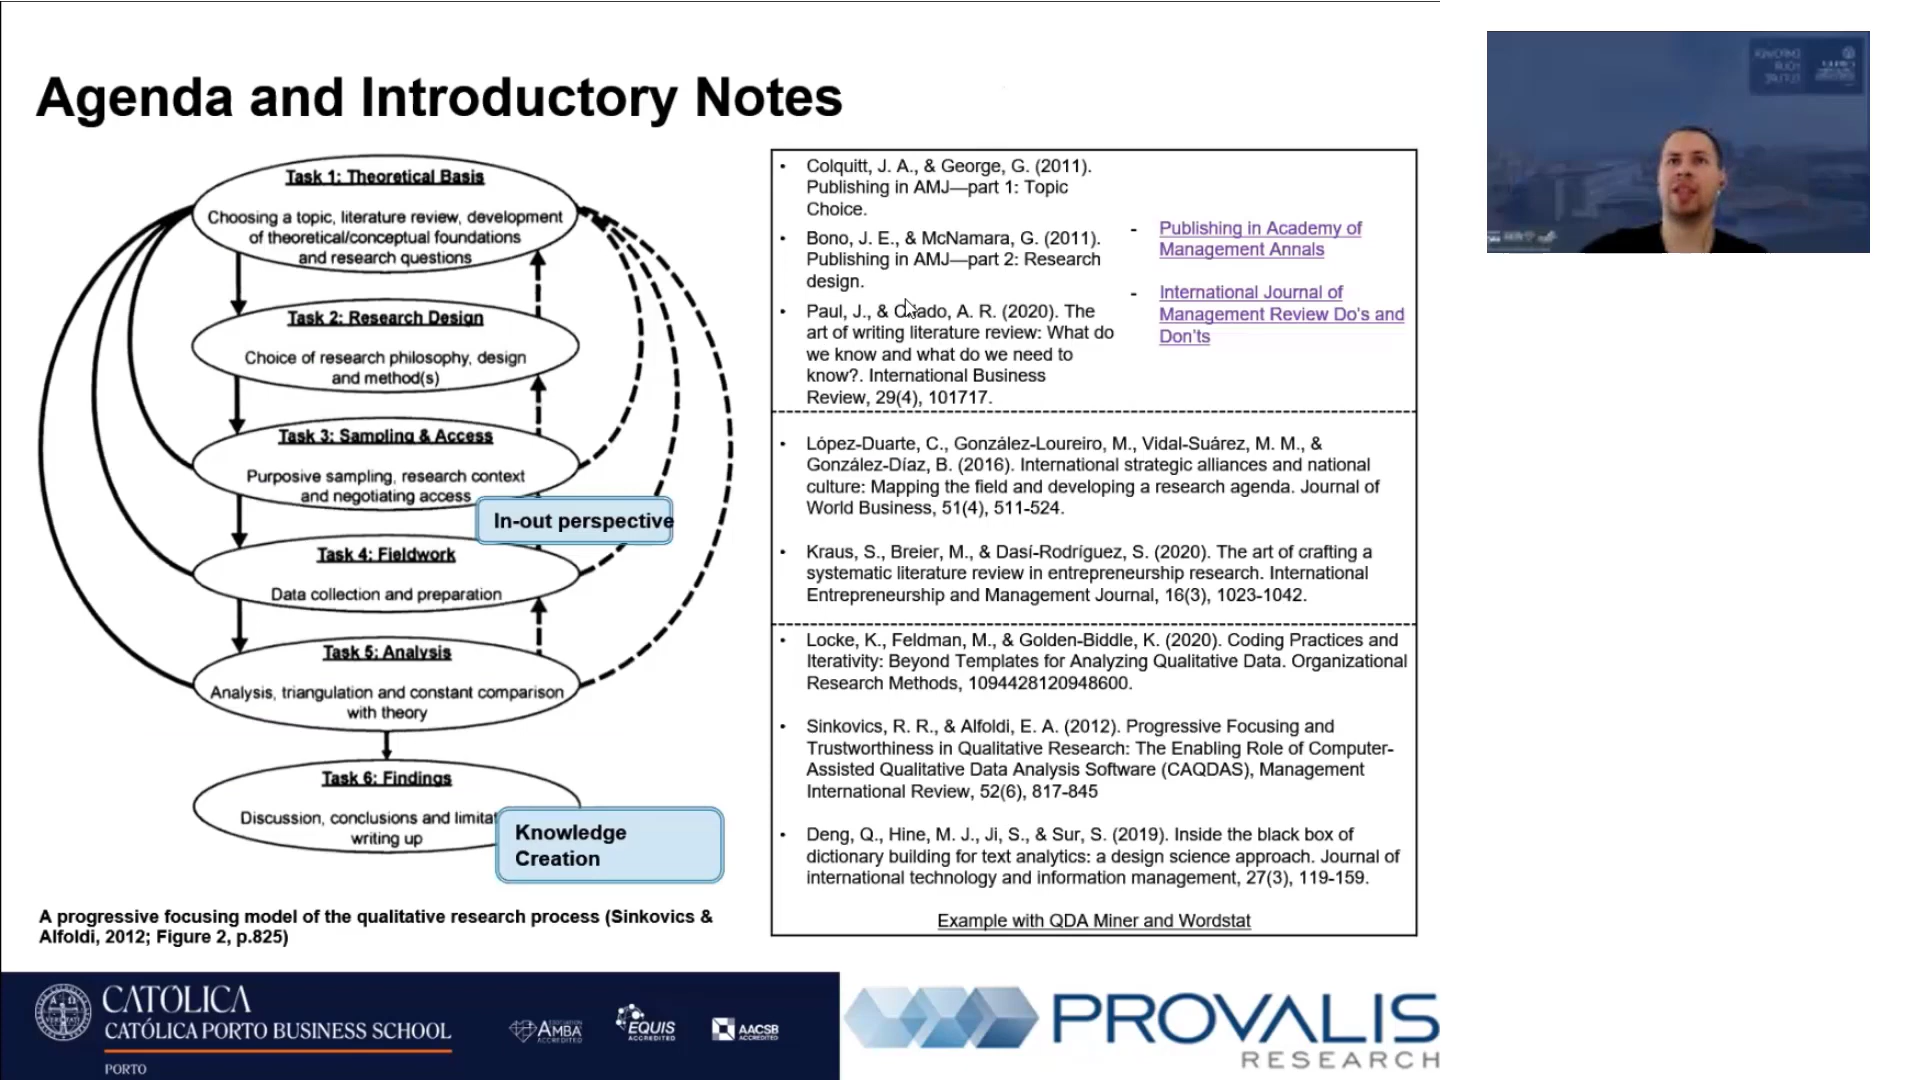 Agenda and Introductory Notes
Task 1: Theoretical Basis
Choosing a topic, literature review, development
of theoretical/conceptual foundations
and research questions
Task 2: Research Design
Choice of research philosophy, design
and method(s)
Task 3: Sampling & Access
Purposive sampling, research context
and negotiating access
In-out perspective
Task 4: Fieldwork
Data collection and preparation
Task 5: Analysis
Analysis, triangulation and constant comparison
with theory
Task 6: Findings
Discussion, conclusions and limitat
writing up
Knowledge
Creation
A progressive focusing model of the qualitative research process (Sinkovics &
Alfoldi, 2012; Figure 2, p.825)
• Colquitt, J. A., & George, G. (2011).
Publishing in AMJ—part 1: Topic
Choice.
• Bono, J. E., & McNamara, G. (2011).
Publishing in AMJ—part 2: Research
design.
• Paul, J., & ado, A. R. (2020). The
art of writing literature review: What do
we know and what do we need to
know?. International Business
Review, 29(4), 101717.
- Publishing in Academy of
Management Annals
- International Journal of
Management Review Do's and
Don'ts
• López-Duarte, C., González-Loureiro, M., Vidal-Suárez, M. M., &
González-Díaz, B. (2016). International strategic alliances and national
culture: Mapping the field and developing a research agenda. Journal of
World Business, 51(4), 511-524.
• Kraus, S., Breier, M., & Dasí-Rodríguez, S. (2020). The art of crafting a
systematic literature review in entrepreneurship research. International
Entrepreneurship and Management Journal, 16(3), 1023-1042.
• Locke, K., Feldman, M., & Golden-Biddle, K. (2020). Coding Practices and
Iterativity: Beyond Templates for Analyzing Qualitative Data. Organizational
Research Methods, 1094428120948600.
• Sinkovics, R. R., & Alfoldi, E. A. (2012). Progressive Focusing and
Trustworthiness in Qualitative Research: The Enabling Role of Computer-
Assisted Qualitative Data Analysis Software (CAQDAS), Management
International Review, 52(6), 817-845
• Deng, Q., Hine, M. J., Ji, S., & Sur, S. (2019). Inside the black box of
dictionary building for text analytics: a design science approach. Journal of
international technology and information management, 27(3), 119-159.
Example with QDA Miner and Wordstat
CATÓLICA
CATÓLICA PORTO BUSINESS SCHOOL
PORTO
ASSOCIATION
AMBA
ACCREDITED
EQUIS
ACCREDITED
AACSB
ACCREDITED
PROVALIS
RESEARCH